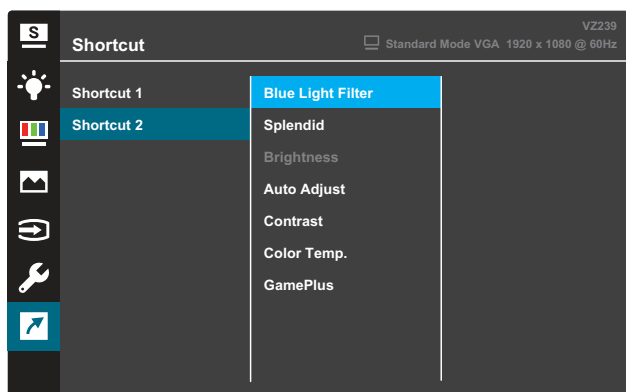 S
VZ239
Shortcut
Standard Mode VGA 1920 x 1080 @ 60Hz
Shortcut 1
Shortcut 2
Blue Light Filter
Splendid
Brightness
Auto Adjust
Contrast
Color Temp.
GamePlus